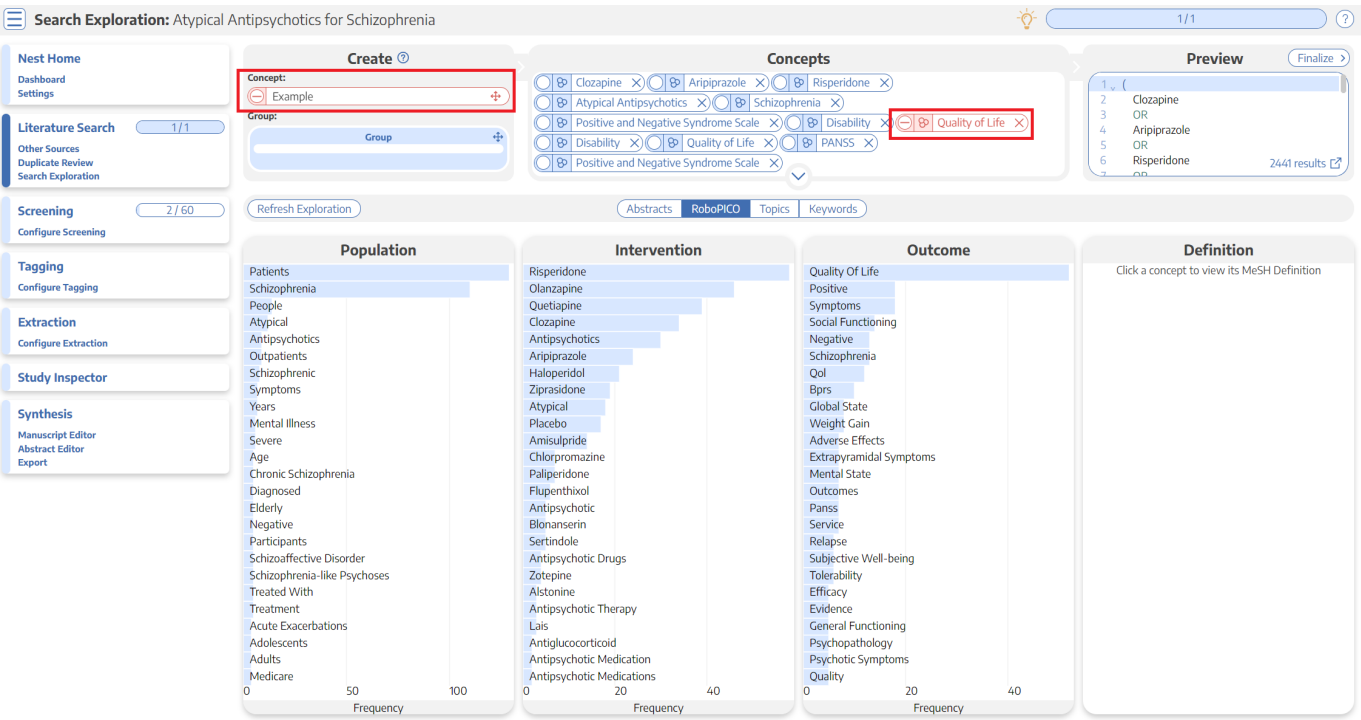 Search Exploration: Atypical Antipsychotics for Schizophrenia
1/1
?
Nest Home
Dashboard
Settings
Literature Search 1/1
Other Sources
Duplicate Review
Search Exploration
Screening 2 / 60
Configure Screening
Tagging
Configure Tagging
Extraction
Configure Extraction
Study Inspector
Synthesis
Manuscript Editor
Abstract Editor
Export
Create ?
Concept:
Example
Group:
Group
Concepts
Clozapine Aripiprazole Risperidone
Atypical Antipsychotics Schizophrenia
Positive and Negative Syndrome Scale Disability Quality of Life
Disability Quality of Life PANSS
Positive and Negative Syndrome Scale
Preview Finalize
1 (
2 Clozapine
3 OR
4 Aripiprazole
5 OR
6 Risperidone
7 OR
2441 results
Refresh Exploration
Abstracts RoboPICO Topics Keywords
Population
Patients
Schizophrenia
People
Atypical
Antipsychotics
Outpatients
Schizophrenic
Symptoms
Years
Mental Illness
Severe
Age
Chronic Schizophrenia
Diagnosed
Elderly
Negative
Participants
Schizoaffective Disorder
Schizophrenia-like Psychoses
Treated With
Treatment
Acute Exacerbations
Adolescents
Adults
Medicare
0 50 100
Frequency
Intervention
Risperidone
Olanzapine
Quetiapine
Clozapine
Antipsychotics
Aripiprazole
Haloperidol
Ziprasidone
Atypical
Placebo
Amisulpride
Chlorpromazine
Paliperidone
Flupenthixol
Antipsychotic
Blonanserin
Sertindole
Antipsychotic Drugs
Zotepine
Alstonine
Antipsychotic Therapy
Lais
Antiglucocorticoid
Antipsychotic Medication
Antipsychotic Medications
0 20 40
Frequency
Outcome
Quality Of Life
Positive
Symptoms
Social Functioning
Negative
Schizophrenia
Qol
Bprs
Global State
Weight Gain
Adverse Effects
Extrapyramidal Symptoms
Mental State
Outcomes
Panss
Service
Relapse
Subjective Well-being
Tolerability
Efficacy
Evidence
General Functioning
Psychopathology
Psychotic Symptoms
Quality
0 20 40
Frequency
Definition
Click a concept to view its MeSH Definition